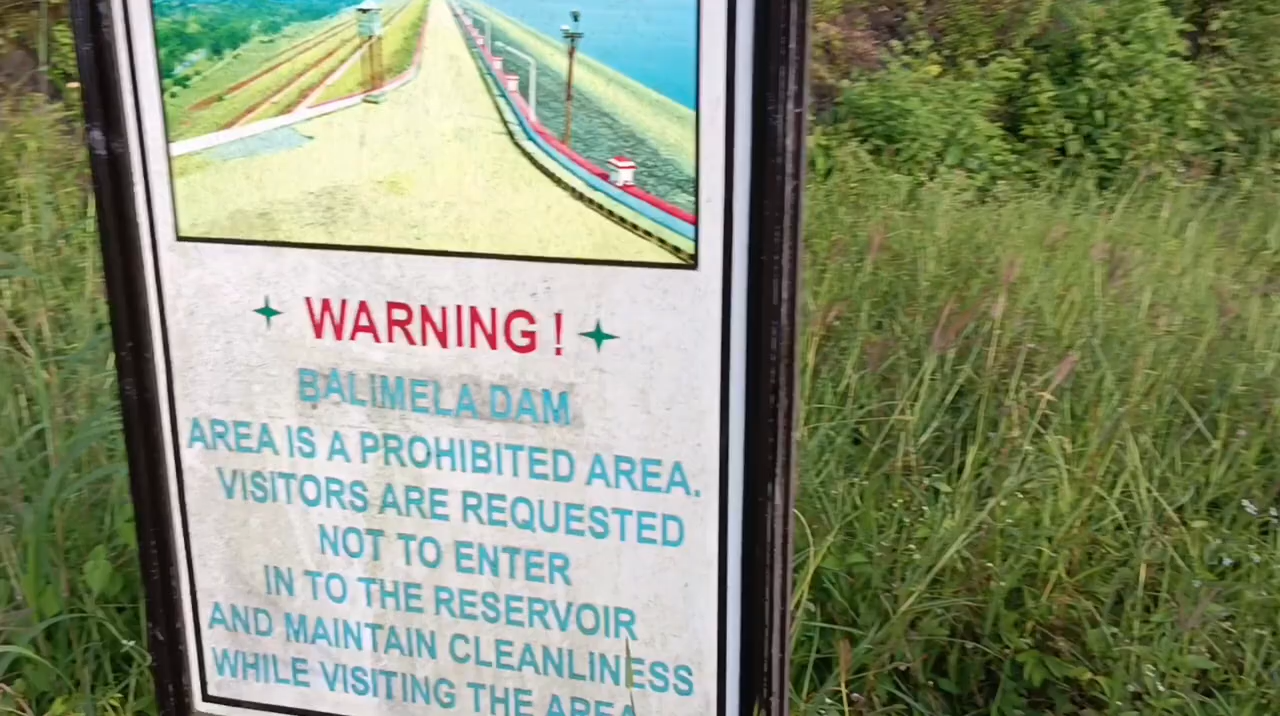 WARNING !
BALIMELA DAM
AREA IS A PROHIBITED AREA.
VISITORS ARE REQUESTED
NOT TO ENTER
IN TO THE RESERVOIR
AND MAINTAIN CLEANLINESS
WHILE VISITING THE AREA